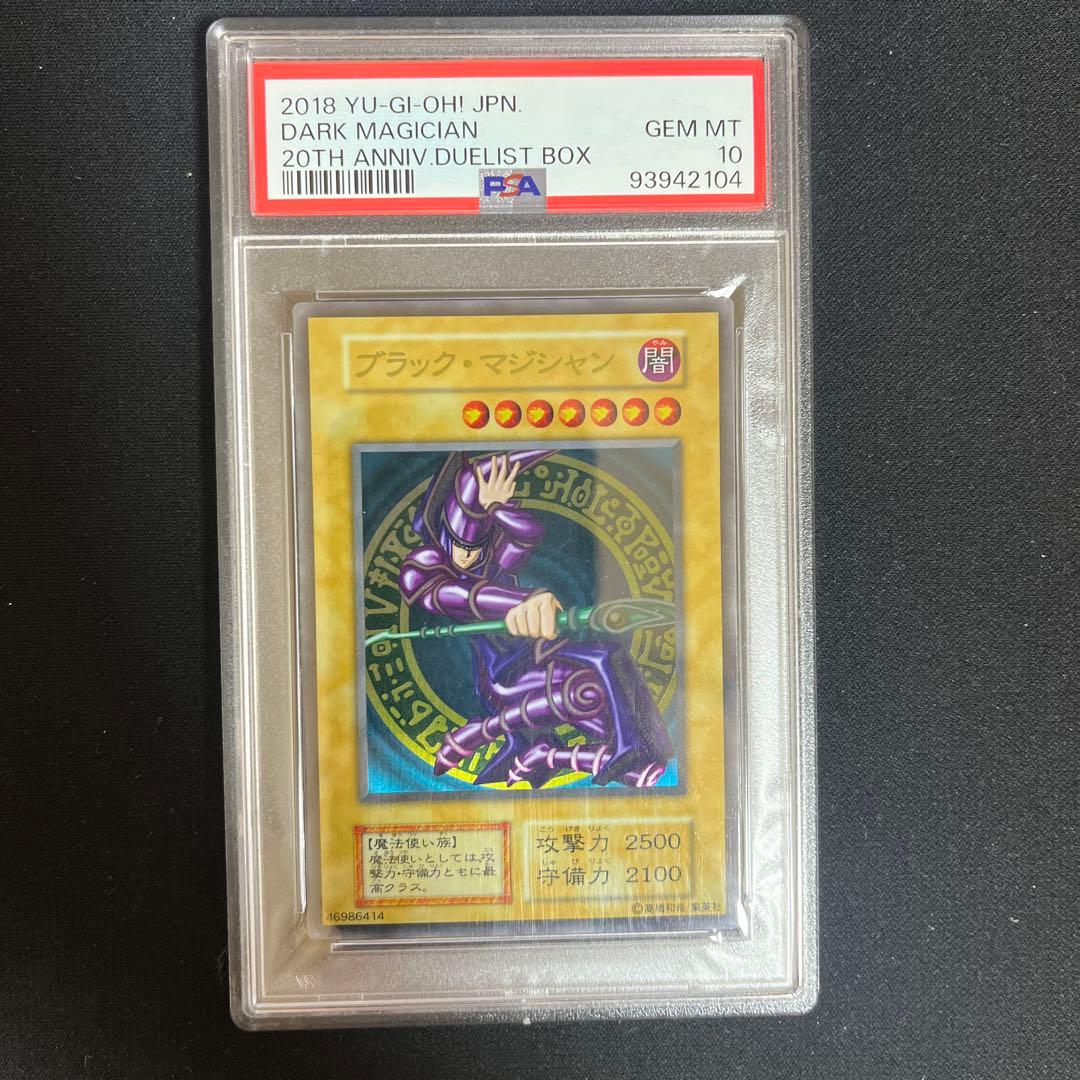 2018 YU-GI-OH! JPN.
DARK MAGICIAN GEM MT
20TH ANNIV.DUELIST BOX 10
PSA 93942104
ブラック・マジシャン
やみ
闇
【魔法使い族】
魔法使いとしては攻
撃力・守備力ともに最
高クラス。
こうげきりょく
攻撃力 2500
しゅびりょく
守備力 2100
46986414
©高橋和希/集英社